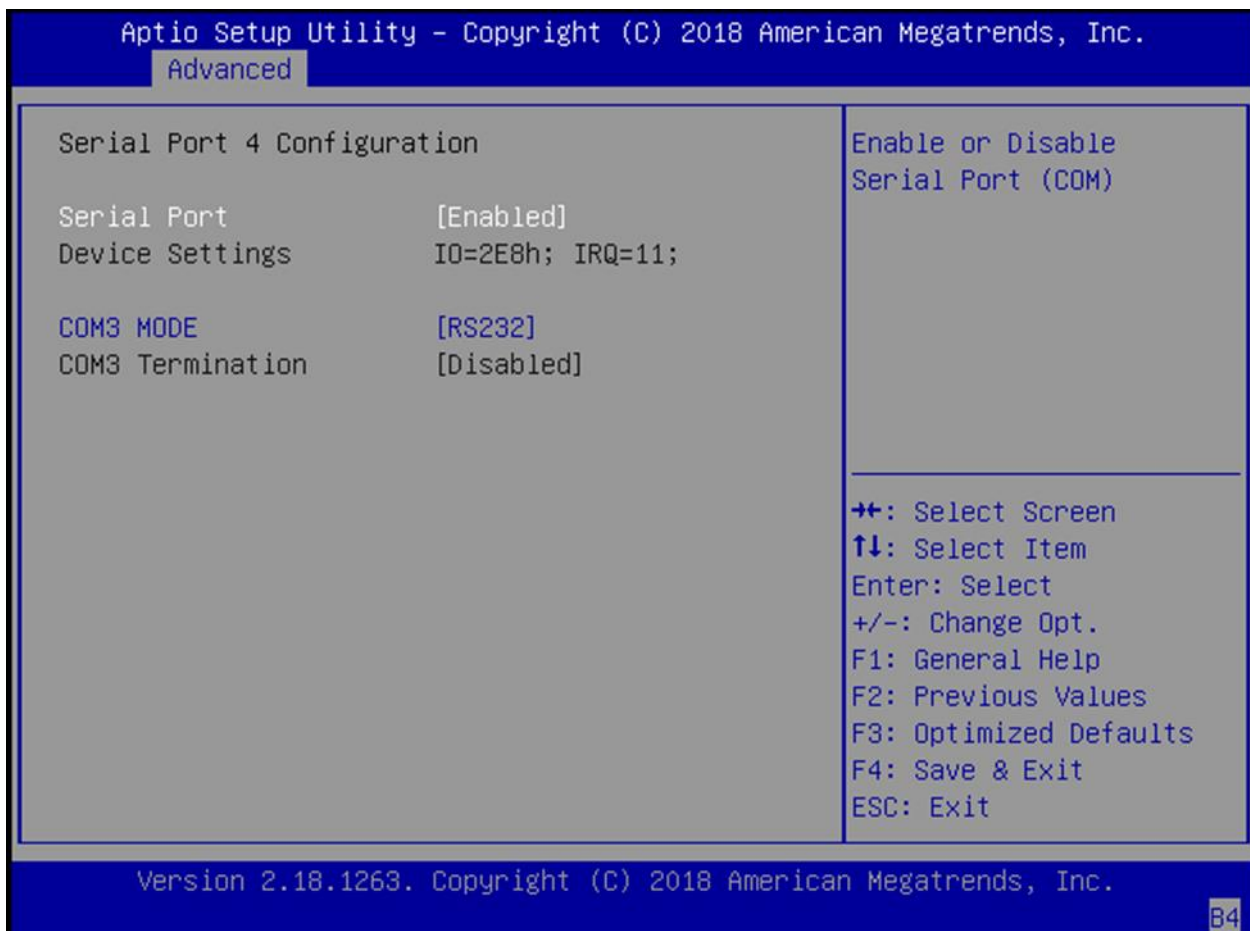 Aptio Setup Utility – Copyright (C) 2018 American Megatrends, Inc.
Advanced
Serial Port 4 Configuration
Serial Port [Enabled]
Device Settings IO=2E8h; IRQ=11;
COM3 MODE [RS232]
COM3 Termination [Disabled]
Enable or Disable
Serial Port (COM)
→←: Select Screen
↑↓: Select Item
Enter: Select
+/-: Change Opt.
F1: General Help
F2: Previous Values
F3: Optimized Defaults
F4: Save & Exit
ESC: Exit
Version 2.18.1263. Copyright (C) 2018 American Megatrends, Inc.
B4